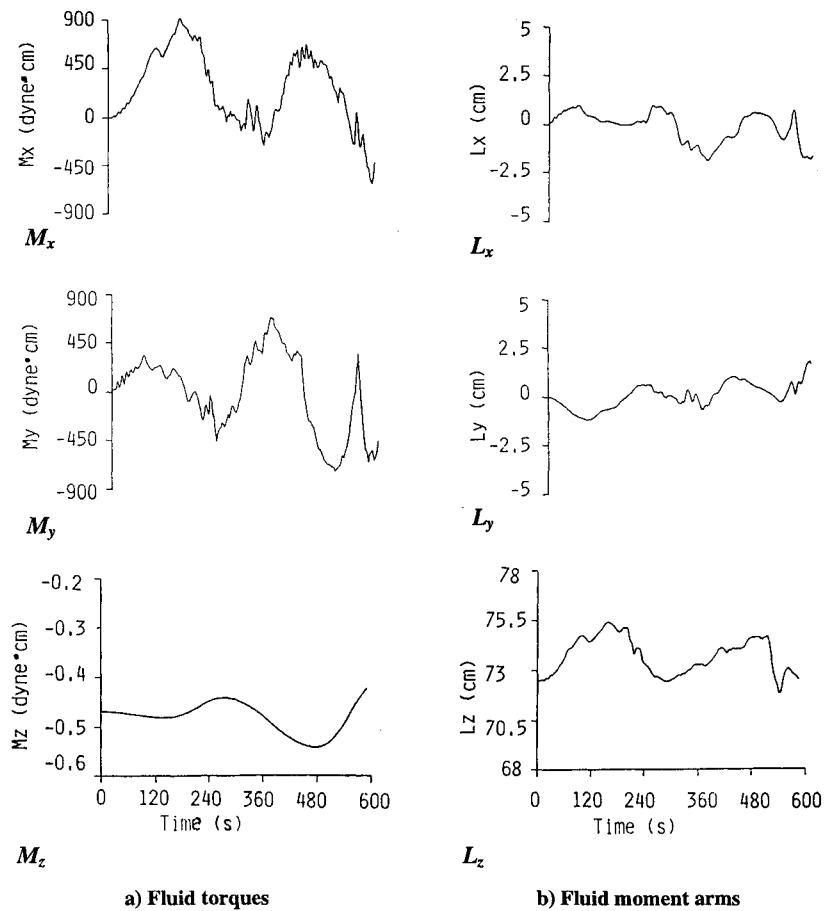 900
450
0
-450
-900
Mx (dyne•cm)
Mx
5
2.5
0
-2.5
-5
Lx (cm)
Lx
900
450
0
-450
-900
My (dyne•cm)
My
5
2.5
0
-2.5
-5
Ly (cm)
Ly
-0.2
-0.3
-0.4
-0.5
-0.6
Mz (dyne•cm)
0 120 240 360 480 600
Time (s)
Mz
78
75.5
73
70.5
68
Lz (cm)
0 120 240 360 480 600
Time (s)
Lz
a) Fluid torques
b) Fluid moment arms